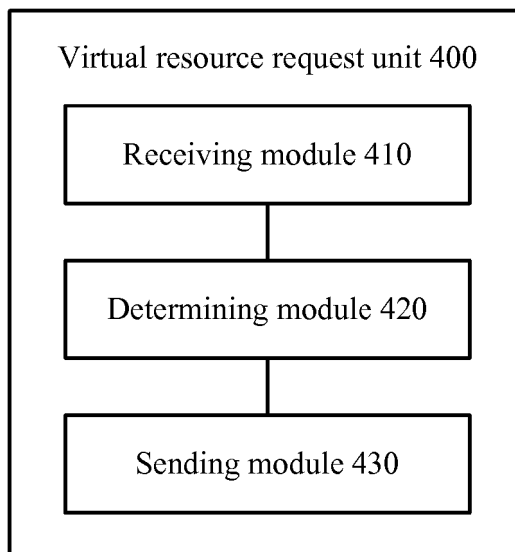 Virtual resource request unit 400
Receiving module 410
Determining module 420
Sending module 430